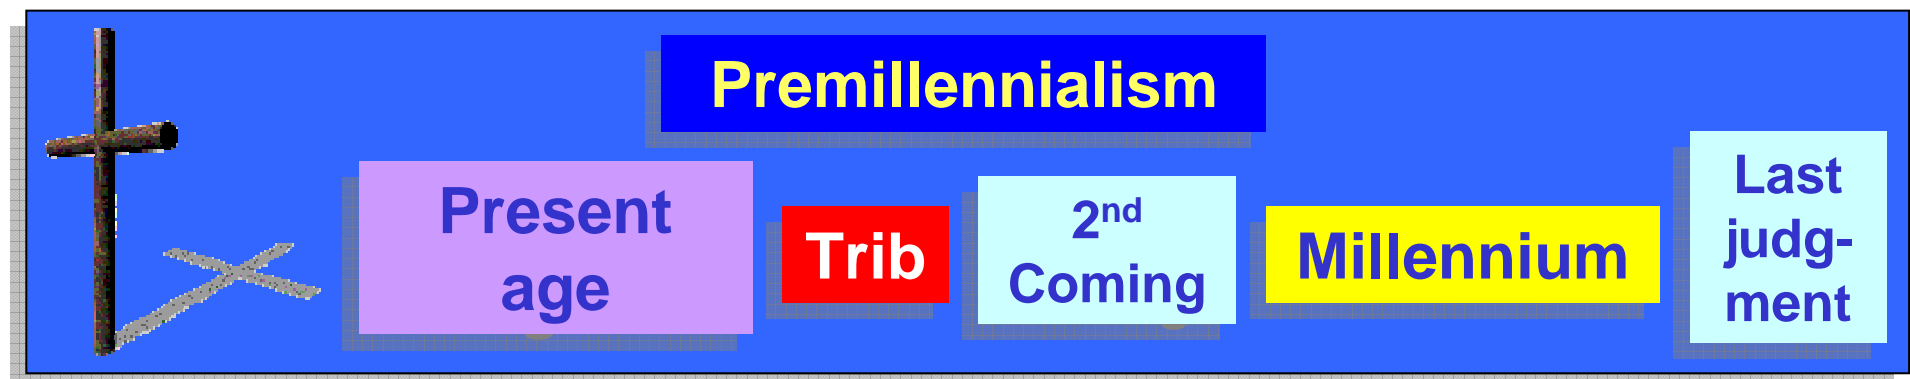 Premillennialism
Present
age
Trib
2nd
Coming
Millennium
Last
judg-
ment